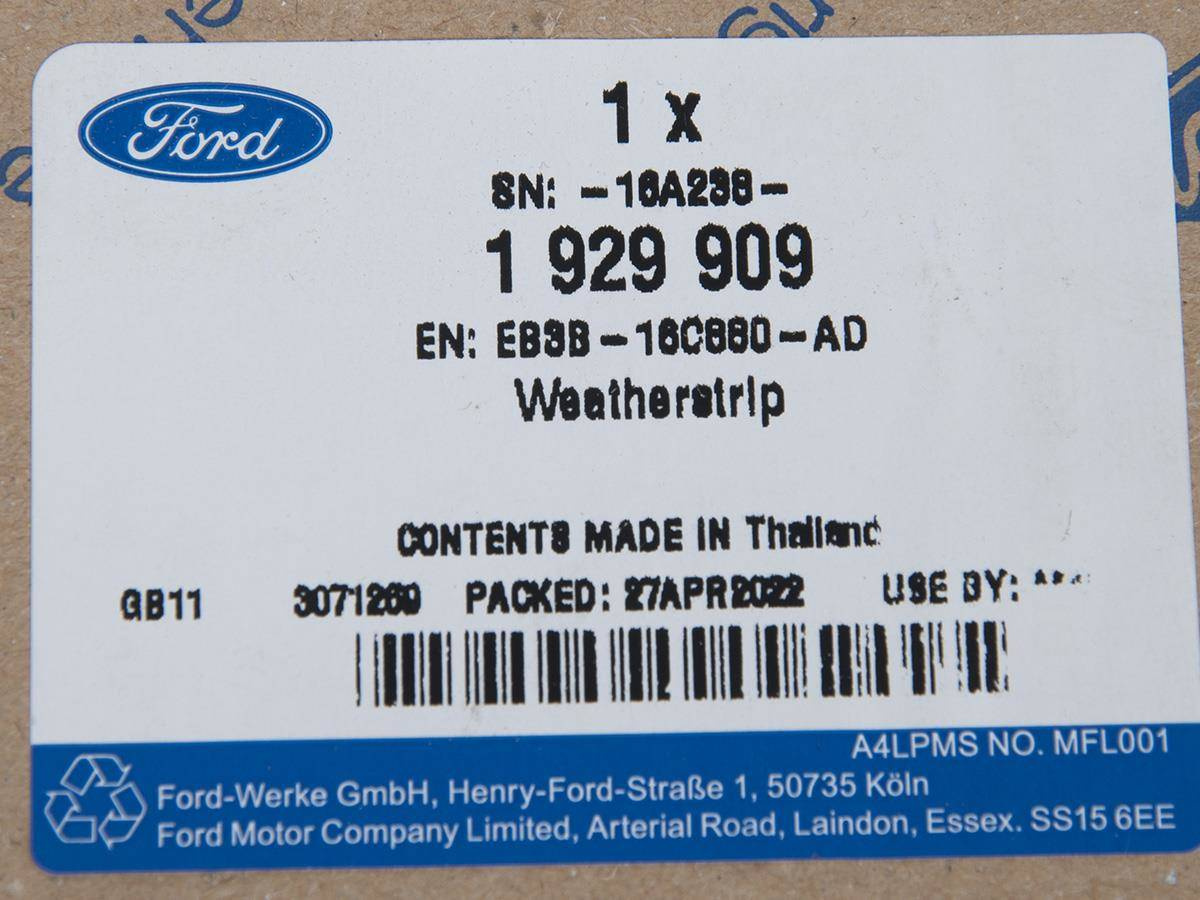 Ford
1 x
SN: -16A238-
1 929 909
EN: EB3B-16C880-AD
Weatherstrip
CONTENTS MADE IN Thailand
GB11 3071260 PACKED: 27APR2022 USE BY: ***
A4LPMS NO. MFL001
Ford-Werke GmbH, Henry-Ford-Straße 1, 50735 Köln
Ford Motor Company Limited, Arterial Road, Laindon, Essex. SS15 6EE